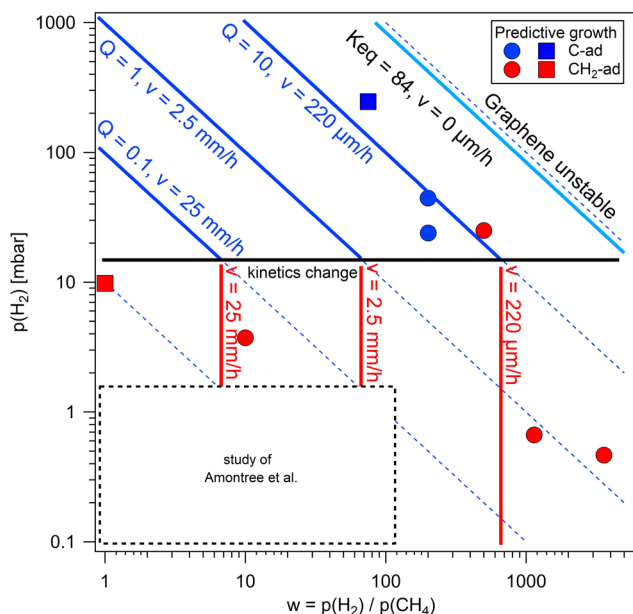 Predictive growth
C-ad
CH₂-ad
1000
100
10
1
0.1
p(H₂) [mbar]
Q = 0.1, v = 25 mm/h
Q = 1, v = 2.5 mm/h
Q = 10, v = 220 µm/h
Keq = 84, v = 0 µm/h
Graphene unstable
kinetics change
v = 25 mm/h
v = 2.5 mm/h
v = 220 µm/h
study of
Amontree et al.
1
10
100
1000
w = p(H₂) / p(CH₄)